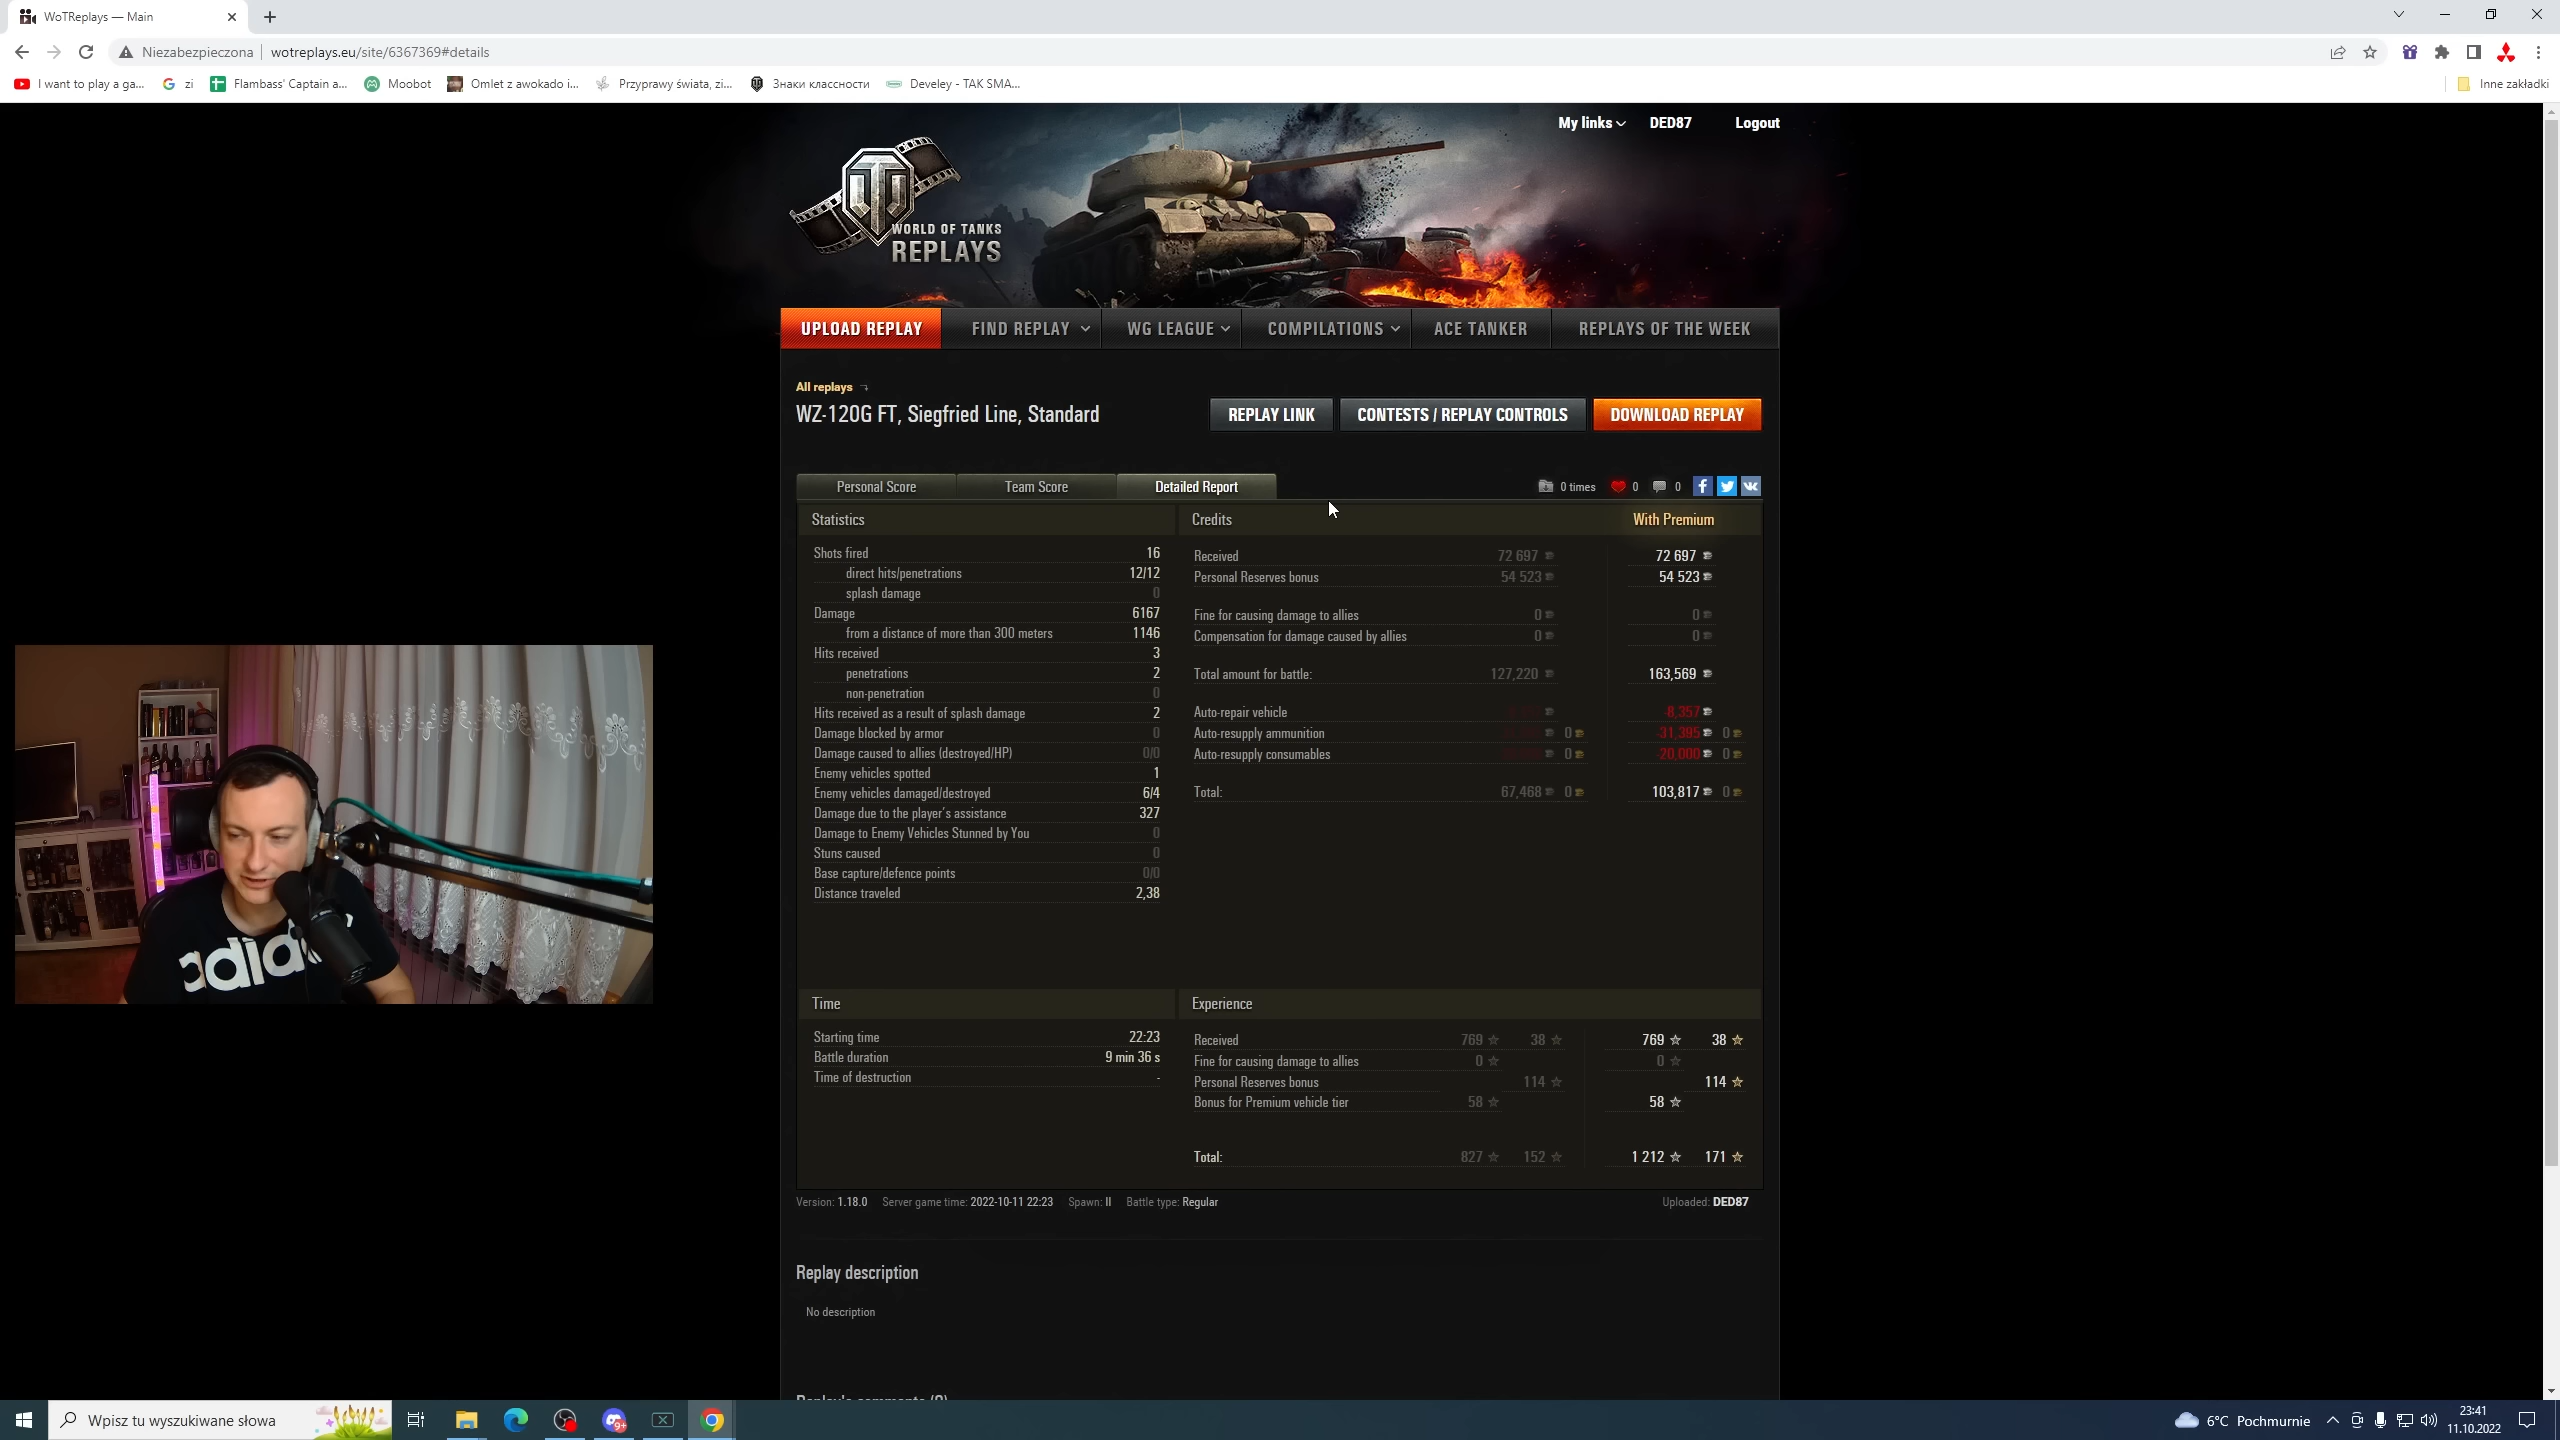 WoTReplays — Main
Niezabezpieczona wotreplays.eu/site/6367369#details
I want to play a ga... zi Flambass' Captain a... Moobot Omlet z awokado i... Przyprawy świata, zi... Знаки классности Develey - TAK SMA... Inne zakładki
My links DED87 Logout
WORLD OF TANKS
REPLAYS
UPLOAD REPLAY FIND REPLAY WG LEAGUE COMPILATIONS ACE TANKER REPLAYS OF THE WEEK
All replays
WZ-120G FT, Siegfried Line, Standard REPLAY LINK CONTESTS / REPLAY CONTROLS DOWNLOAD REPLAY
Personal Score Team Score Detailed Report 0 times 0 0
Statistics
Shots fired 16
direct hits/penetrations 12/12
splash damage 0
Damage 6167
from a distance of more than 300 meters 1146
Hits received 3
penetrations 2
non-penetration 0
Hits received as a result of splash damage 2
Damage blocked by armor 0
Damage caused to allies (destroyed/HP) 0/0
Enemy vehicles spotted 1
Enemy vehicles damaged/destroyed 6/4
Damage due to the player's assistance 327
Damage to Enemy Vehicles Stunned by You 0
Stuns caused 0
Base capture/defence points 0/0
Distance traveled 2,38
Credits With Premium
Received 72 697 72 697
Personal Reserves bonus 54 523 54 523
Fine for causing damage to allies 0 0
Compensation for damage caused by allies 0 0
Total amount for battle: 127,220 163,569
Auto-repair vehicle -8,357
Auto-resupply ammunition 0 -31,395 0
Auto-resupply consumables 0 -20,000 0
Total: 67,468 0 103,817 0
Time
Starting time 22:23
Battle duration 9 min 36 s
Time of destruction -
Experience
Received 769 38 769 38
Fine for causing damage to allies 0 0
Personal Reserves bonus 114 114
Bonus for Premium vehicle tier 58 58
Total: 827 152 1 212 171
Version: 1.18.0 Server game time: 2022-10-11 22:23 Spawn: II Battle type: Regular Uploaded: DED87
Replay description
No description
adida
Wpisz tu wyszukiwane słowa 9+ 6°C Pochmurnie 23:41
11.10.2022